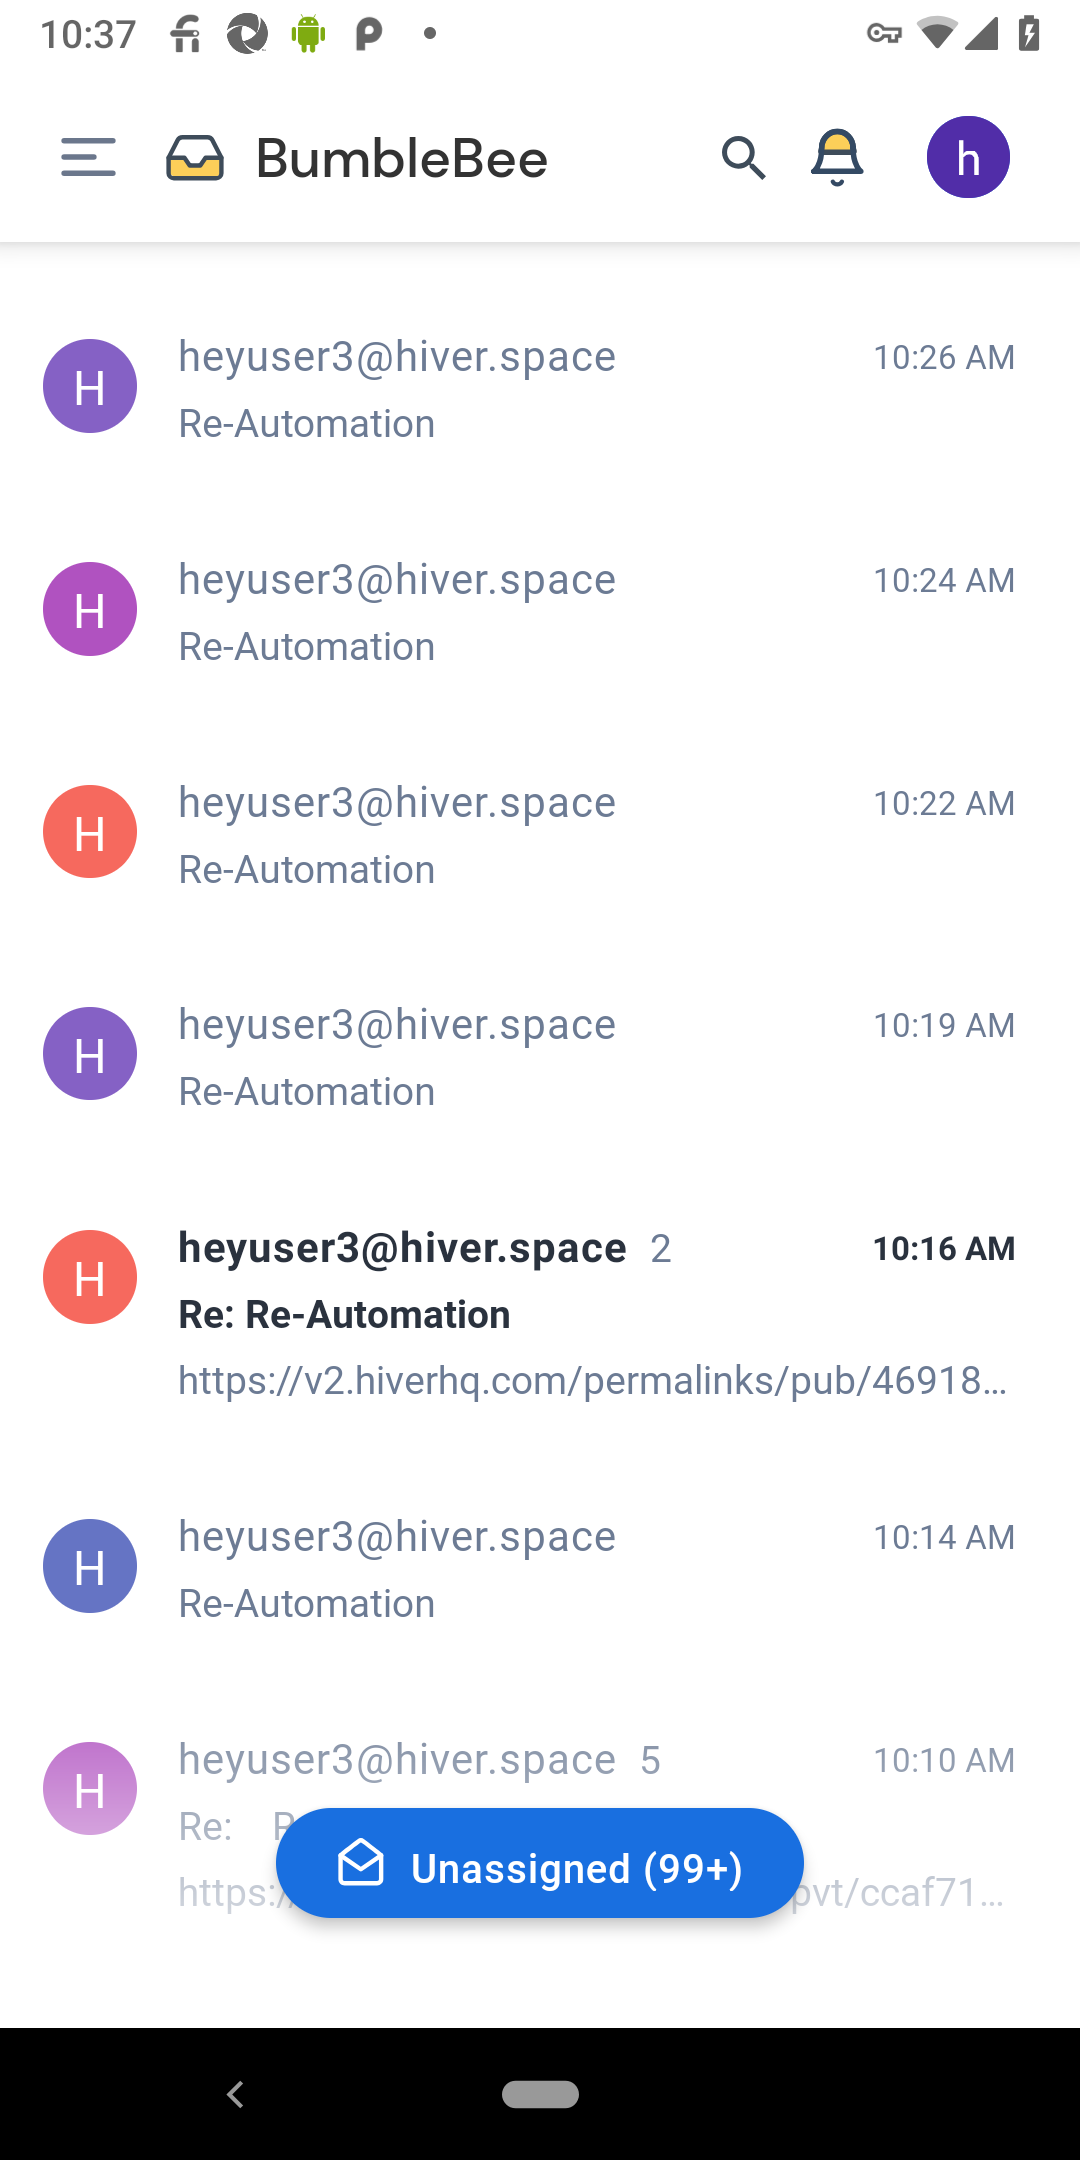 10:37
BumbleBee
h
H
heyuser3@hiver.space 10:26 AM
Re-Automation
H
heyuser3@hiver.space 10:24 AM
Re-Automation
H
heyuser3@hiver.space 10:22 AM
Re-Automation
H
heyuser3@hiver.space 10:19 AM
Re-Automation
H
heyuser3@hiver.space 2 10:16 AM
Re: Re-Automation
https://v2.hiverhq.com/permalinks/pub/46918…
H
heyuser3@hiver.space
10:14 AM
Re-Automation
H
heyuser3@hiver.space 5 10:10 AM
Re:
https:/ pvt/ccaf71…
Unassigned (99+)